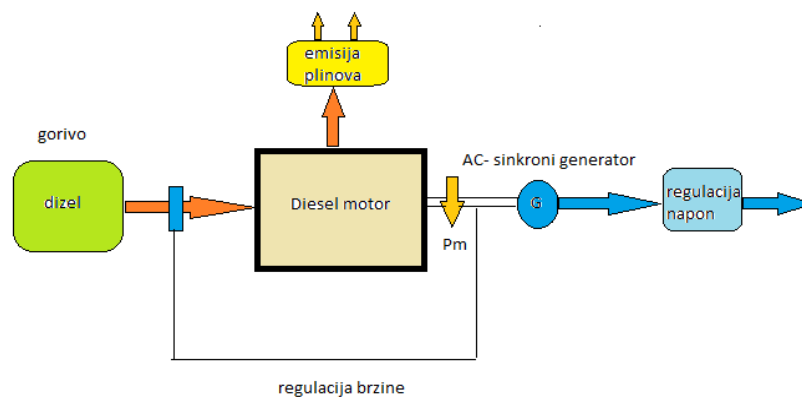 emisija
plinova
gorivo
AC- sinkroni generator
dizel
Diesel motor
G
regulacija
napon
Pm
regulacija brzine